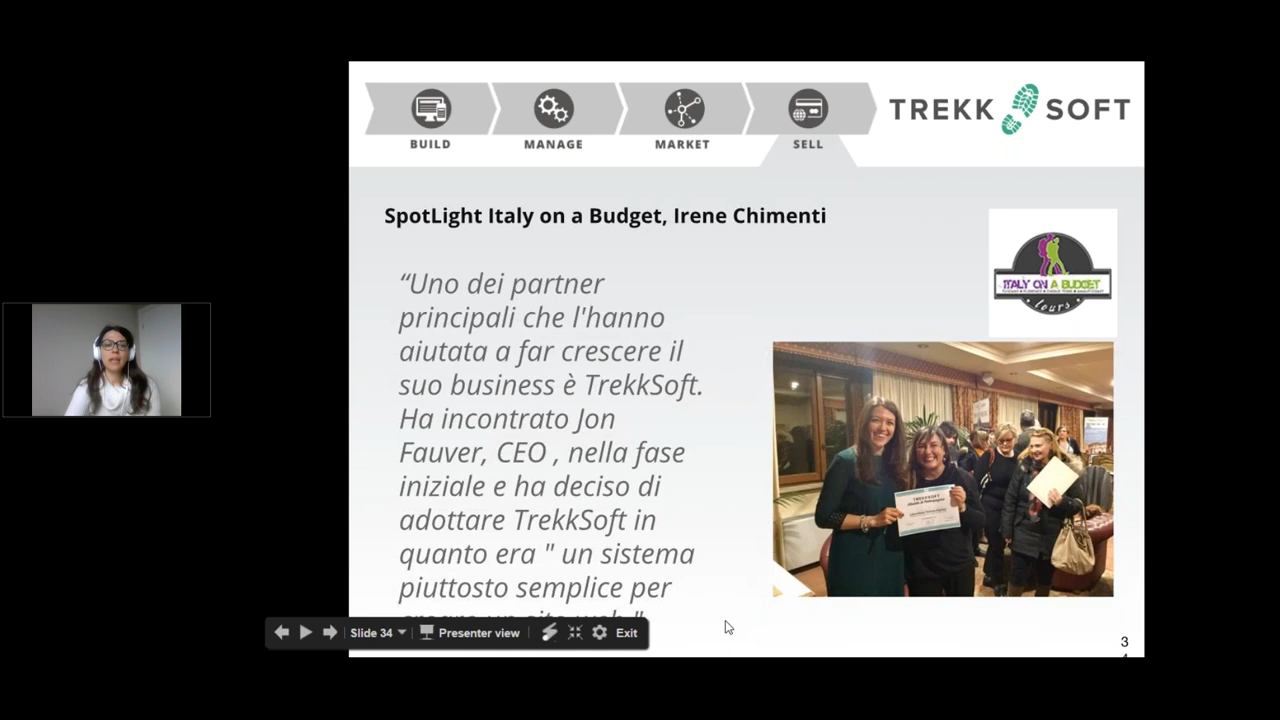 BUILD
MANAGE
MARKET
SELL
TREKK SOFT
SpotLight Italy on a Budget, Irene Chimenti
ITALY ON A BUDGET
tours
“Uno dei partner
principali che l'hanno
aiutata a far crescere il
suo business è TrekkSoft.
Ha incontrato Jon
Fauver, CEO , nella fase
iniziale e ha deciso di
adottare TrekkSoft in
quanto era " un sistema
piuttosto semplice per
TREKKSOFT
Slide 34
Presenter view
Exit
3